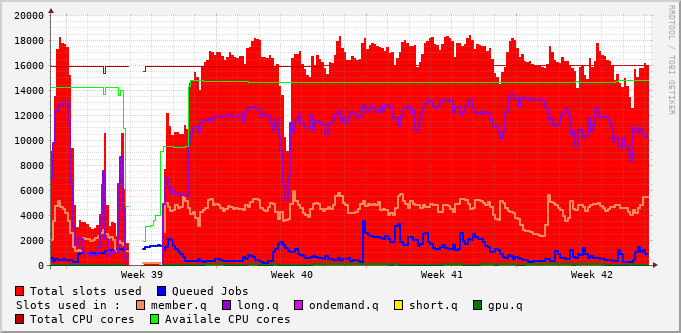 20000
18000
16000
14000
12000
10000
8000
6000
4000
2000
0
Week 39 Week 40 Week 41 Week 42
RRDTOOL / TOBI OETIKER
Total slots used Queued Jobs
Slots used in : member.q long.q ondemand.q short.q gpu.q
Total CPU cores Availale CPU cores